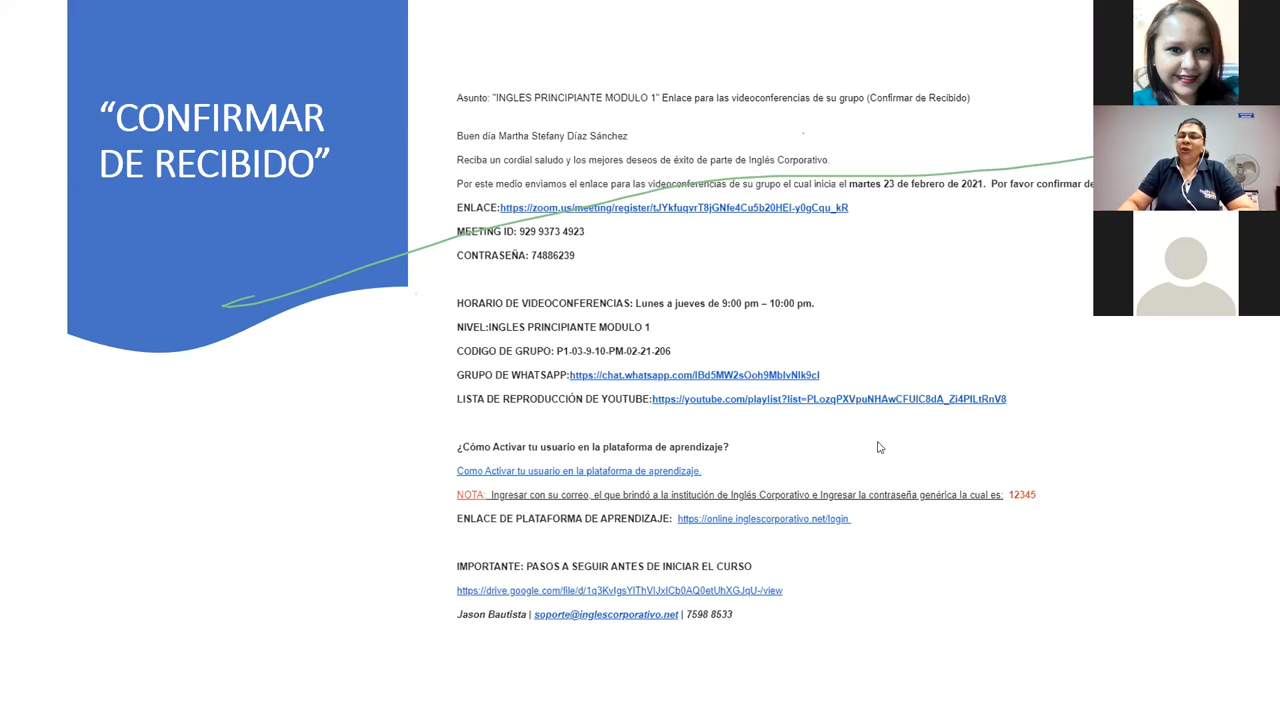 “CONFIRMAR
DE RECIBIDO”
Asunto: "INGLES PRINCIPIANTE MODULO 1" Enlace para las videoconferencias de su grupo (Confirmar de Recibido)
Buen día Martha Stefany Díaz Sánchez
Reciba un cordial saludo y los mejores deseos de éxito de parte de Inglés Corporativo.
Por este medio enviamos el enlace para las videoconferencias de su grupo el cual inicia el martes 23 de febrero de 2021. Por favor confirmar de
ENLACE:https://zoom.us/meeting/register/tJYkfuqvrT8jGNfe4Cu5b20HEI-y0gCqu_kR
MEETING ID: 929 9373 4923
CONTRASEÑA: 74886239
HORARIO DE VIDEOCONFERENCIAS: Lunes a jueves de 9:00 pm – 10:00 pm.
NIVEL:INGLES PRINCIPIANTE MODULO 1
CODIGO DE GRUPO: P1-03-9-10-PM-02-21-206
GRUPO DE WHATSAPP:https://chat.whatsapp.com/IBd5MW2sOoh9MbIvNIk9cI
LISTA DE REPRODUCCIÓN DE YOUTUBE:https://youtube.com/playlist?list=PLozqPXVpuNHAwCFUlC8dA_Zi4PILtRnV8
¿Cómo Activar tu usuario en la plataforma de aprendizaje?
Como Activar tu usuario en la plataforma de aprendizaje.
NOTA: Ingresar con su correo, el que brindó a la institución de Inglés Corporativo e Ingresar la contraseña genérica la cual es: 12345
ENLACE DE PLATAFORMA DE APRENDIZAJE: https://online.inglescorporativo.net/login
IMPORTANTE: PASOS A SEGUIR ANTES DE INICIAR EL CURSO
https://drive.google.com/file/d/1q3KvIgsYIThVlJxICb0AQ0etUhXGJqU-/view
Jason Bautista | soporte@inglescorporativo.net | 7598 8533